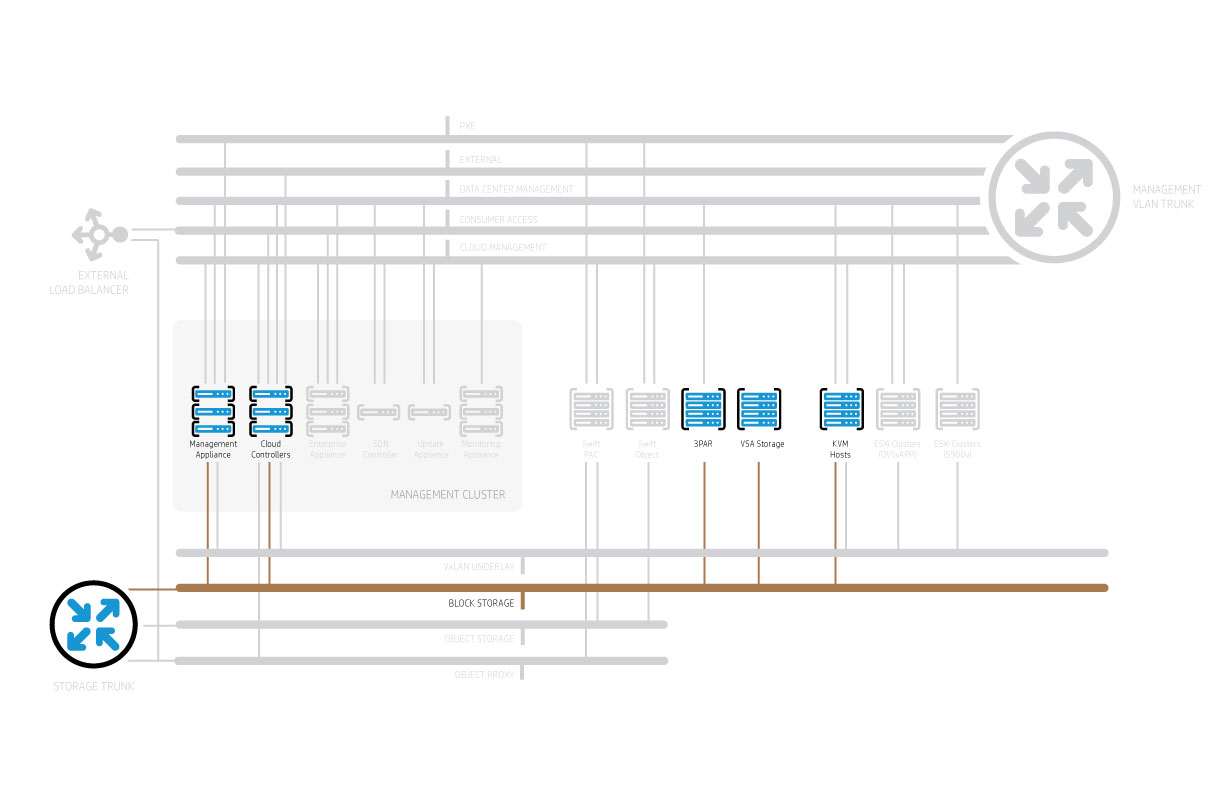 PXE
EXTERNAL
DATA CENTER MANAGEMENT
CONSUMER ACCESS
CLOUD MANAGEMENT
MANAGEMENT
VLAN TRUNK
EXTERNAL
LOAD BALANCER
Management
Appliance
Cloud
Controllers
Enterprise
Appliance
SDN
Controller
Update
Appliance
Monitoring
Appliance
Swift
PAC
Swift
Object
3PAR
VSA Storage
KVM
Hosts
ESXi Clusters
(OVSvAPP)
ESXi Clusters
(5900v)
MANAGEMENT CLUSTER
VxLAN UNDERLAY
BLOCK STORAGE
OBJECT STORAGE
OBJECT PROXY
STORAGE TRUNK